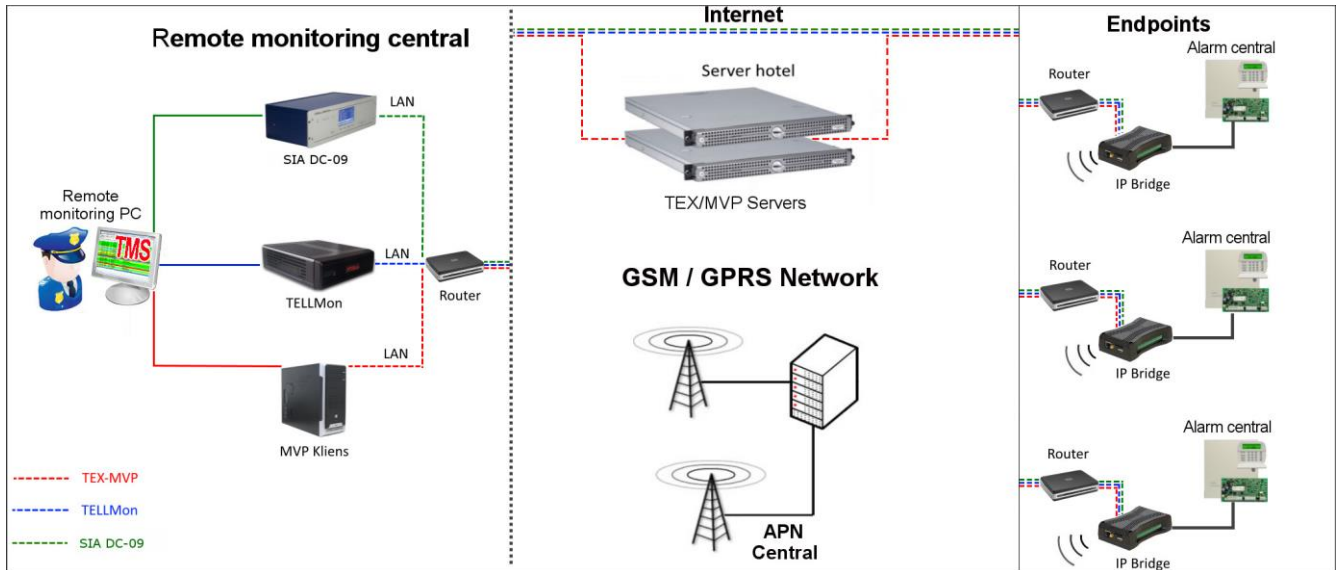 Remote monitoring central
LAN
SIA DC-09
Remote
monitoring PC
TMS
LAN
TELLMon
Router
LAN
MVP Kliens
TEX-MVP
TELLMon
SIA DC-09
Internet
Server hotel
TEX/MVP Servers
GSM / GPRS Network
APN
Central
Endpoints
Alarm central
Router
IP Bridge
Alarm central
Router
IP Bridge
Alarm central
Router
IP Bridge